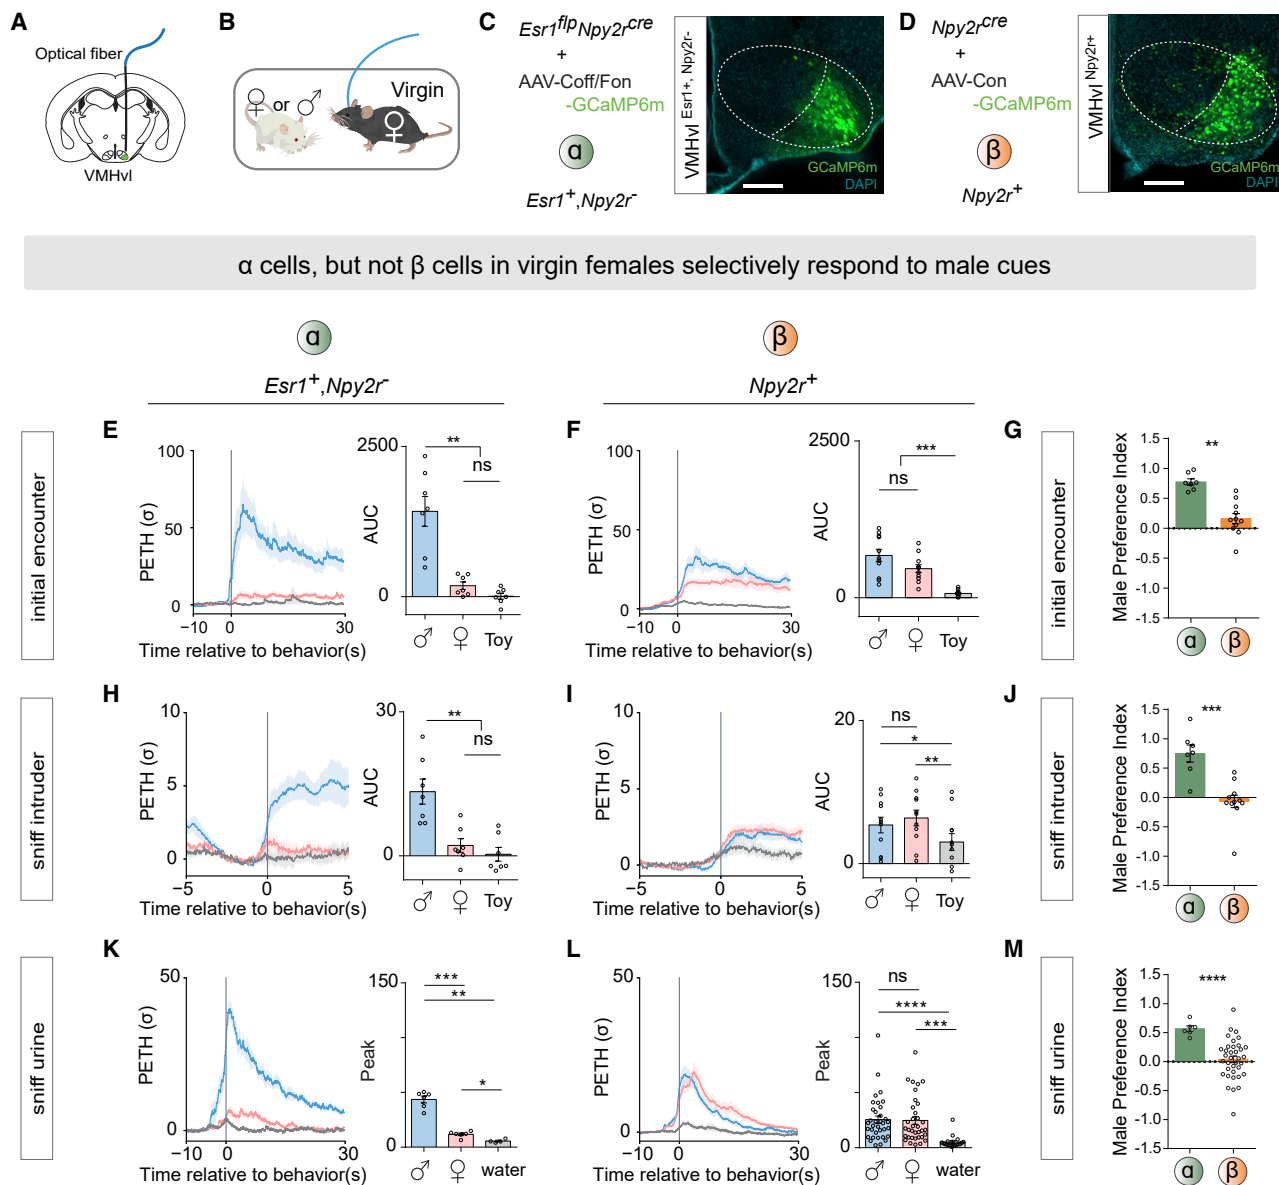 A
Optical fiber
VMHvl
B
♀ or ♂
Virgin
♀
C
Esr1flpNpy2rcre
+
AAV-Coff/Fon
-GCaMP6m
α
Esr1+,Npy2r-
VMHvl Esr1+, Npy2r-
GCaMP6m
DAPI
D
Npy2rcre
+
AAV-Con
-GCaMP6m
β
Npy2r+
VMHvl Npy2r+
GCaMP6m
DAPI
α cells, but not β cells in virgin females selectively respond to male cues
α
Esr1+,Npy2r-
β
Npy2r+
initial encounter
E
PETH (σ)
100
50
0
-10 0 30
Time relative to behavior(s)
AUC
2500
0
**
ns
♂ ♀ Toy
F
PETH (σ)
100
50
0
-10 0 30
Time relative to behavior(s)
AUC
2500
0
***
ns
♂ ♀ Toy
G
initial encounter
Male Preference Index
1.5
1.0
0.5
0.0
-0.5
-1.0
-1.5
**
α β
sniff intruder
H
PETH (σ)
10
5
0
-5 0 5
Time relative to behavior(s)
AUC
30
0
**
ns
♂ ♀ Toy
I
PETH (σ)
10
5
0
-5 0 5
Time relative to behavior(s)
AUC
20
0
ns
*
**
♂ ♀ Toy
J
sniff intruder
Male Preference Index
1.5
1.0
0.5
0.0
-0.5
-1.0
-1.5
***
α β
sniff urine
K
PETH (σ)
50
0
-10 0 30
Time relative to behavior(s)
Peak
150
0
***
**
*
♂ ♀ water
L
PETH (σ)
50
0
-10 0 30
Time relative to behavior(s)
Peak
150
0
ns
****
***
♂ ♀ water
M
sniff urine
Male Preference Index
1.5
1.0
0.5
0.0
-0.5
-1.0
-1.5
****
α β